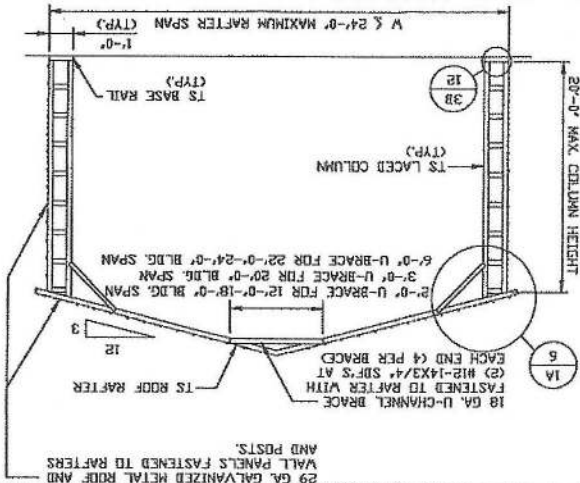 29 GA. GALVANIZED METAL ROOF AND
WALL PANELS FASTENED TO RAFTERS
AND POSTS.
18 GA. U-CHANNEL BRACE
FASTENED TO RAFTER WITH
(2) #12-14X3/4" SDF'S AT
EACH END (4 PER BRACE)
TS ROOF RAFTER
1A
6
12
3
2'-0" U-BRACE FOR 12'-0"-18'-0" BLDG. SPAN
3'-0" U-BRACE FOR 20'-0" BLDG. SPAN
6'-0" U-BRACE FOR 22'-0"-24'-0" BLDG. SPAN
20'-0" MAX. COLUMN HEIGHT
TS LACED COLUMN
(TYP.)
3B
12
TS BASE RAIL
(TYP.)
1'-0"
(TYP.)
W ≤ 24'-0" MAXIMUM RAFTER SPAN